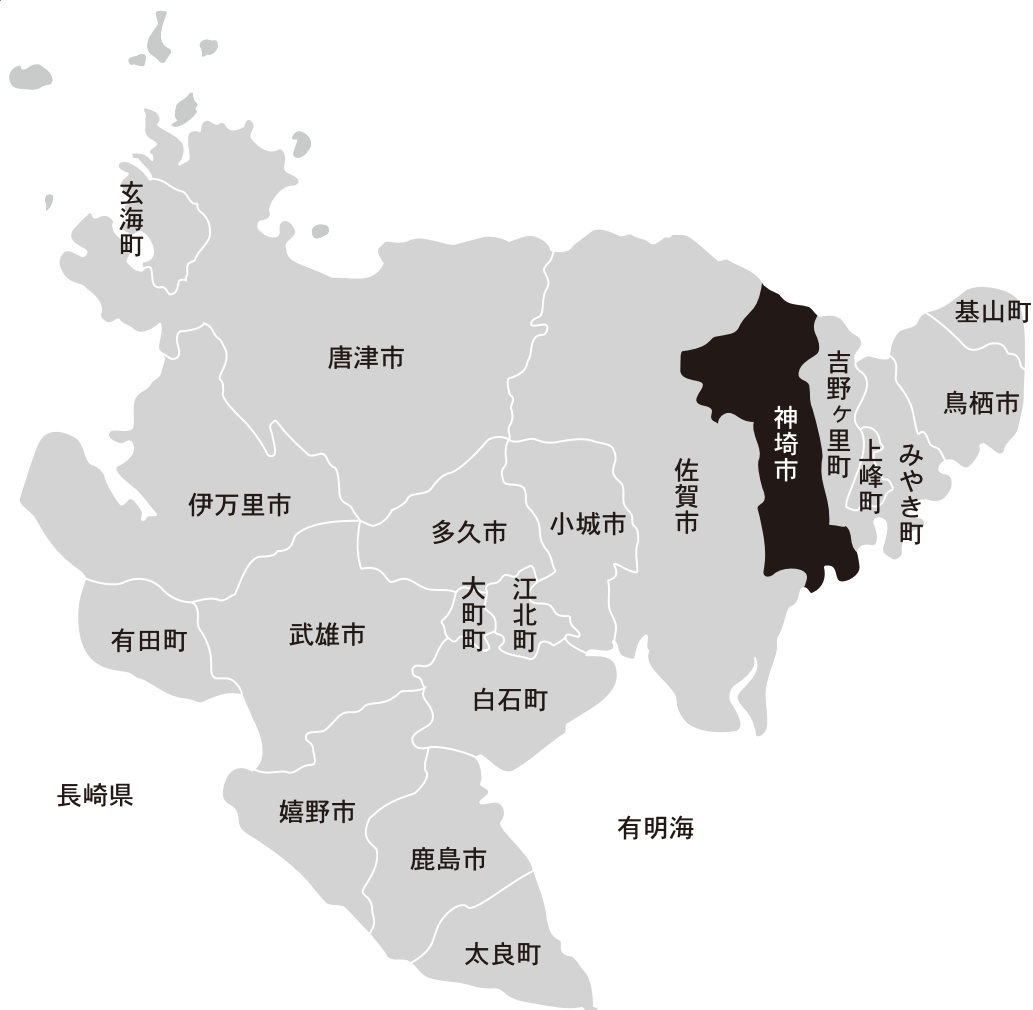 玄海町
唐津市
伊万里市
有田町
武雄市
多久市
小城市
大町町
江北町
白石町
佐賀市
神埼市
吉野ヶ里町
上峰町
みやき町
基山町
鳥栖市
嬉野市
鹿島市
太良町
長崎県
有明海